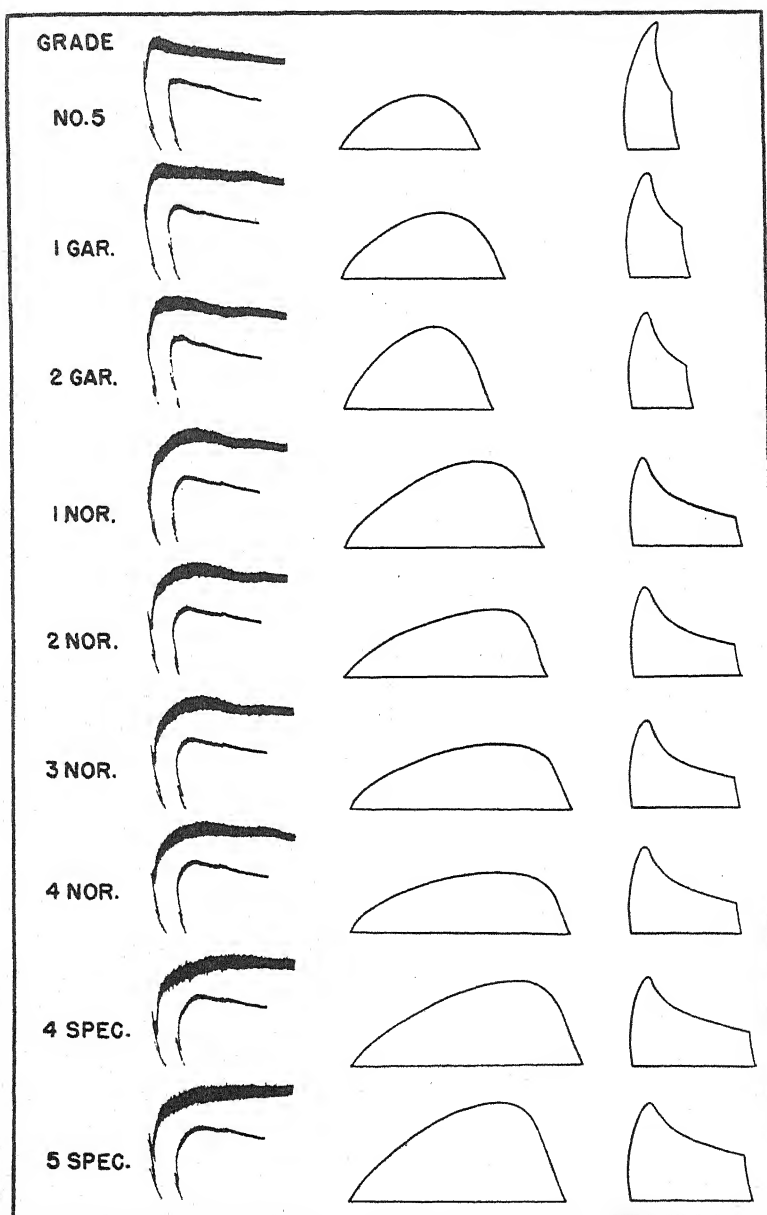 GRADE
NO.5
1 GAR.
2 GAR.
1 NOR.
2 NOR.
3 NOR.
4 NOR.
4 SPEC.
5 SPEC.